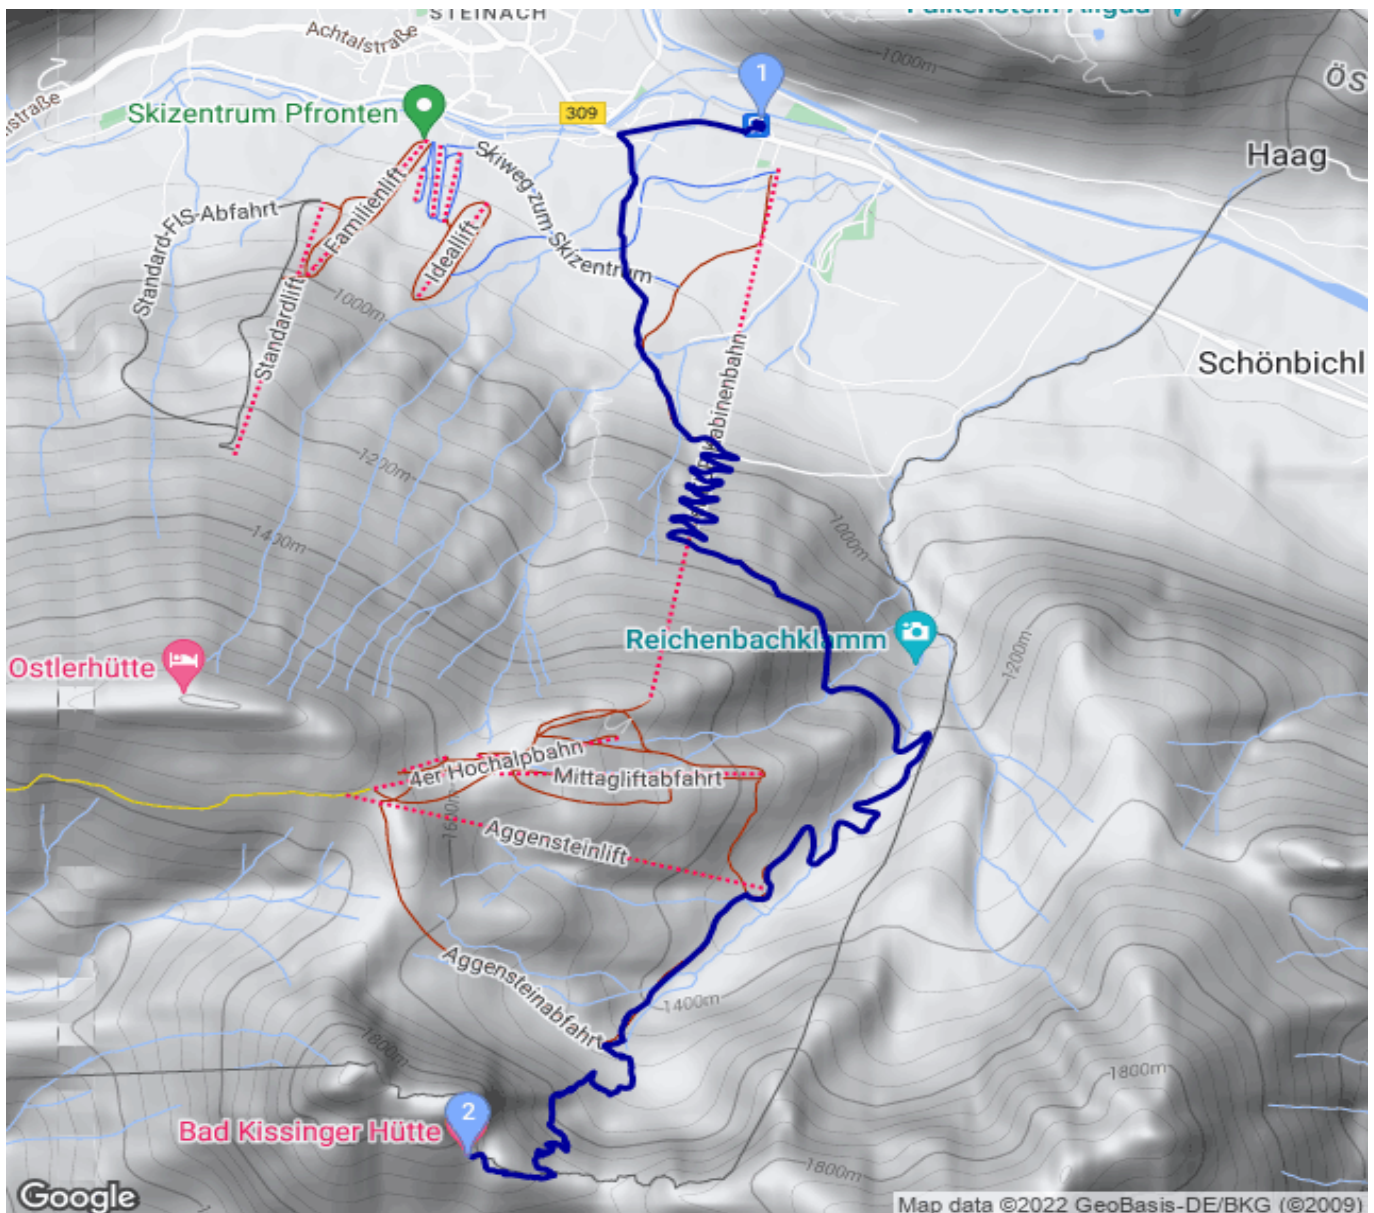 STEINACH
Achtalstraße
1000m
ÖS
1
309
Skizentrum Pfronten
Haag
Skiweg zum Skizentrum
Standard-FIS-Abfahrt
Familienlift
Ideallift
Standardlift
1000m
Schönbichl
1200m
1400m
1000m
Reichenbachklamm
1200m
Ostlerhütte
4er Hochalpbahn
Mittagliftabfahrt
1600m
Aggensteinlift
Aggensteinabfahrt
1400m
1800m
1800m
2
Bad Kissinger Hütte
1800m
Google
Map data ©2022 GeoBasis-DE/BKG (©2009)